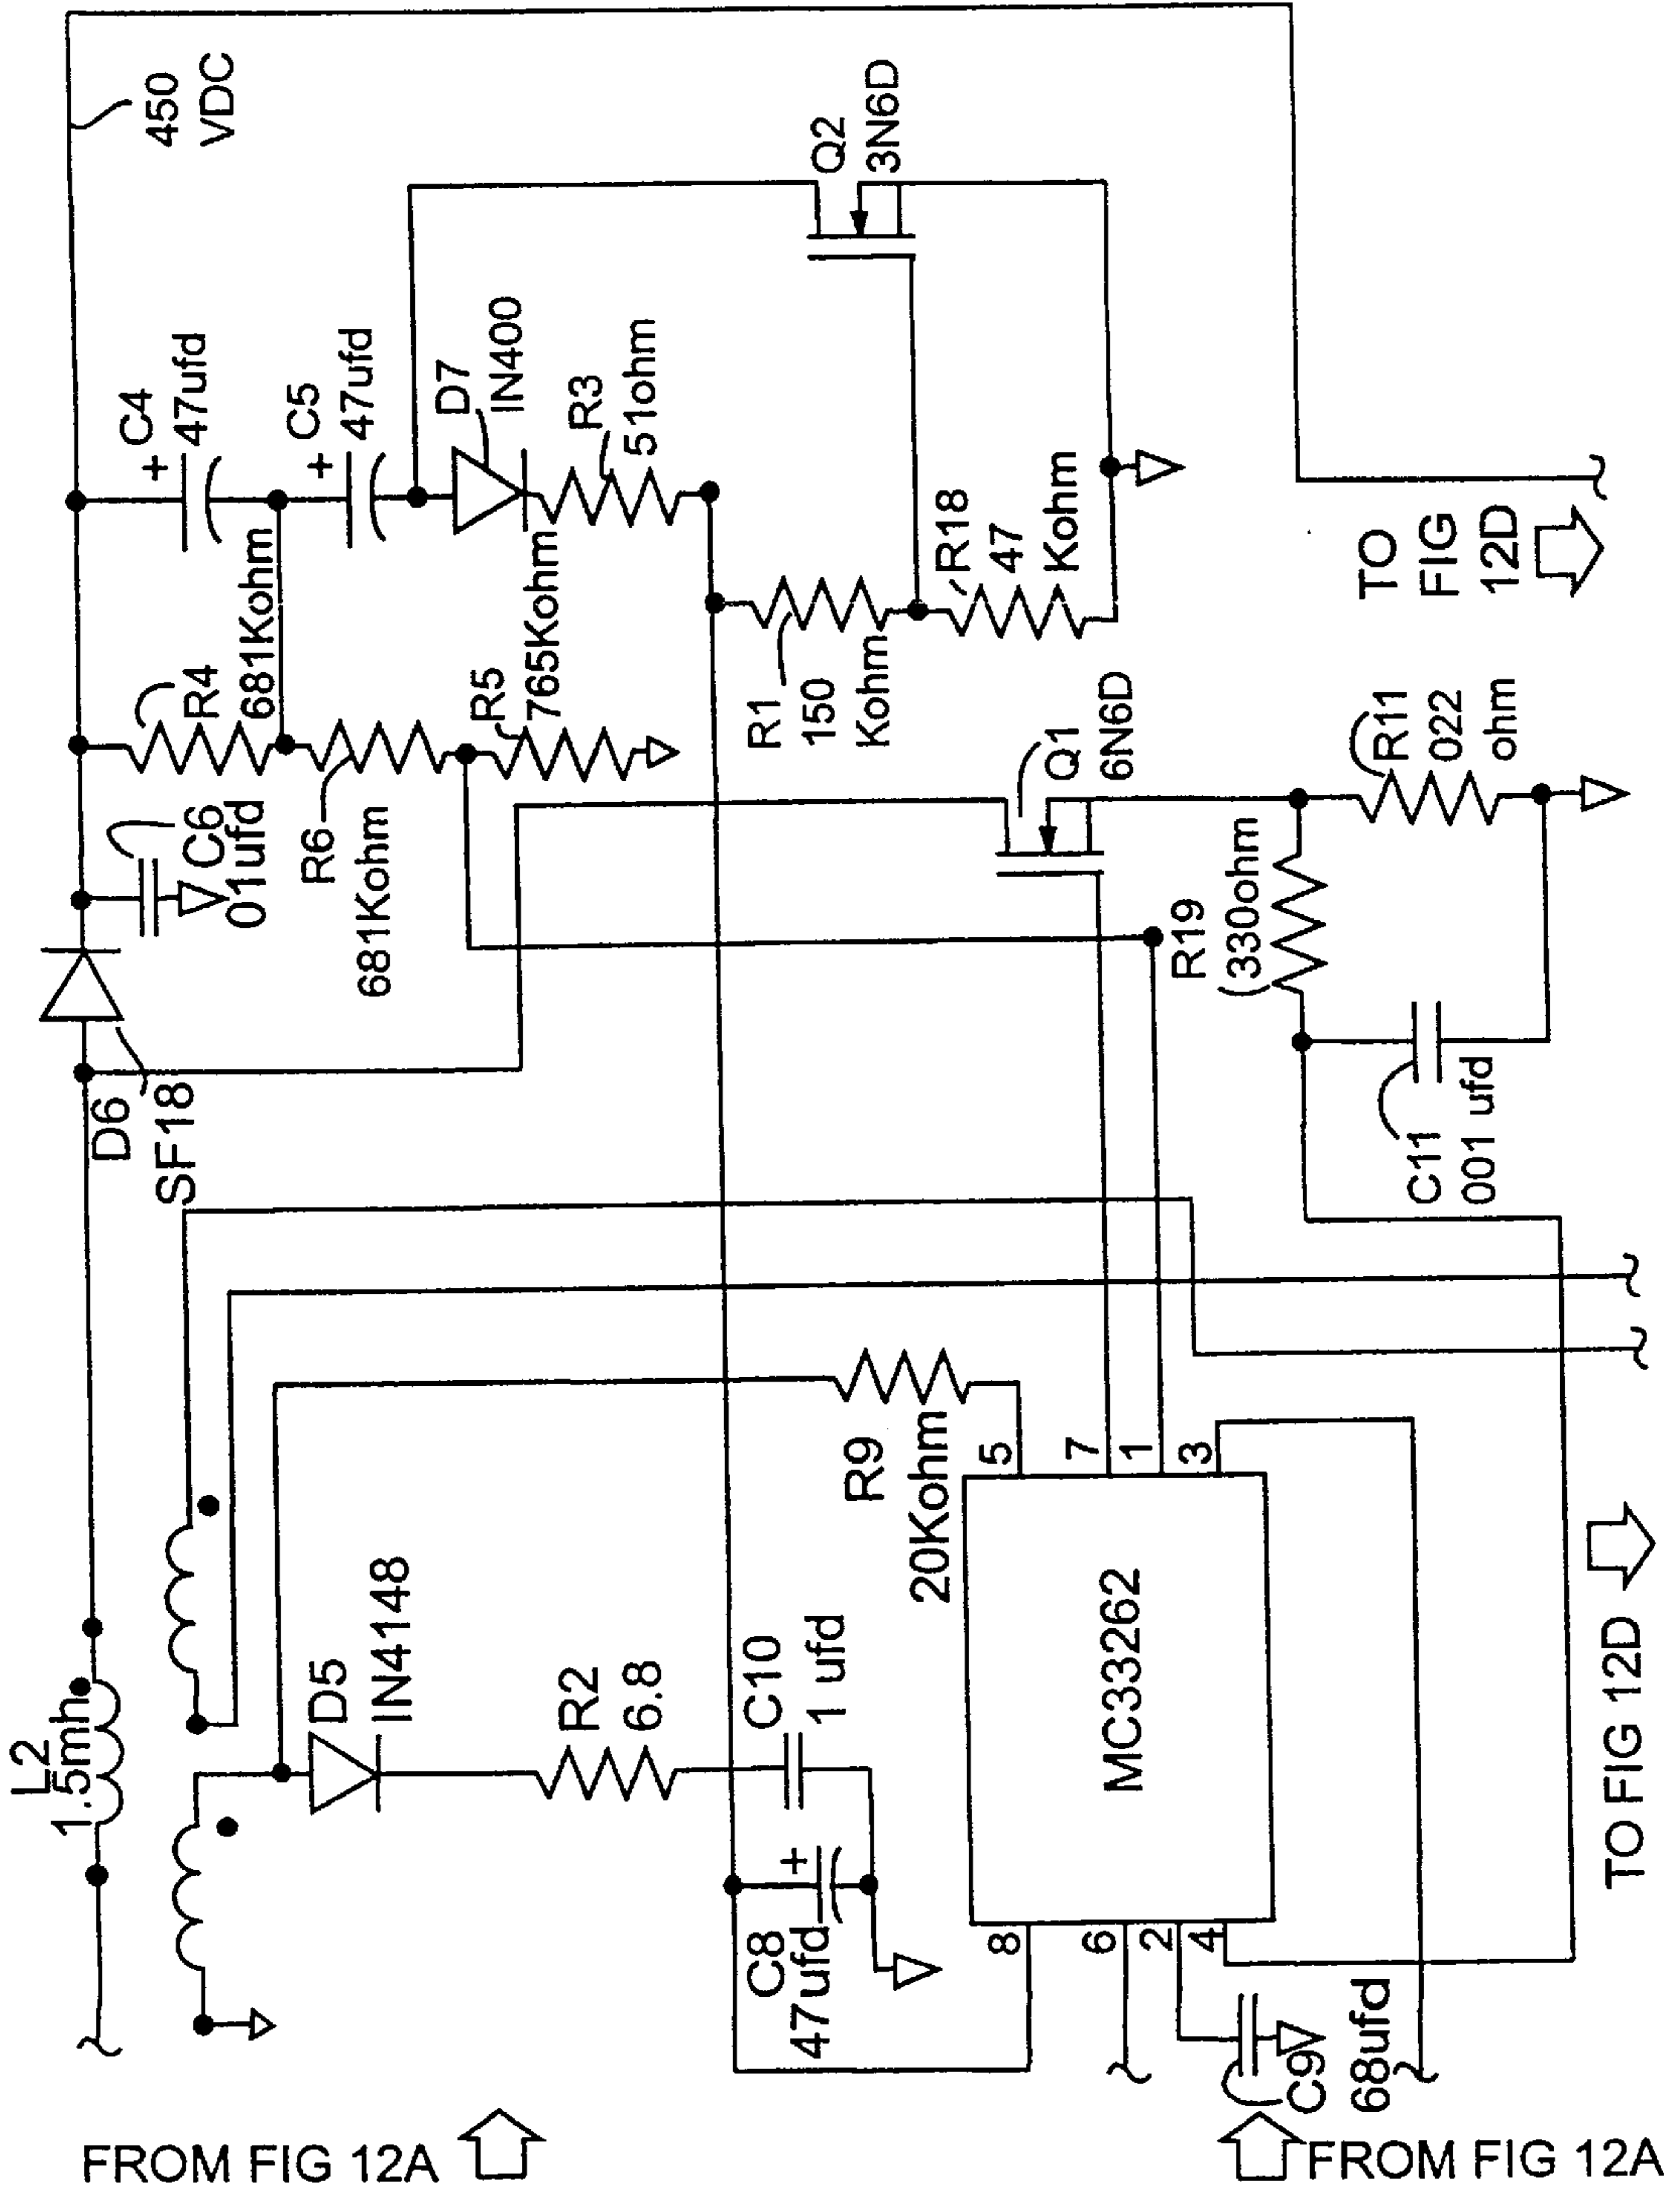 450
VDC
C4
+
47ufd
C5
+
47ufd
D7
IN400
R3
51ohm
Q2
3N6D
R4
681Kohm
R6
681Kohm
R5
765Kohm
C6
01ufd
D6
SF18
R1
150
Kohm
R18
47
Kohm
Q1
6N6D
R11
022
ohm
R19
330ohm
C11
001 ufd
TO
FIG
12D
L2
1.5mh
D5
IN4148
R2
6.8
C10
1 ufd
C8
+
47ufd
R9
20Kohm
MC33262
5
7
1
3
8
6
2
4
C9
68ufd
TO FIG 12D
FROM FIG 12A
FROM FIG 12A